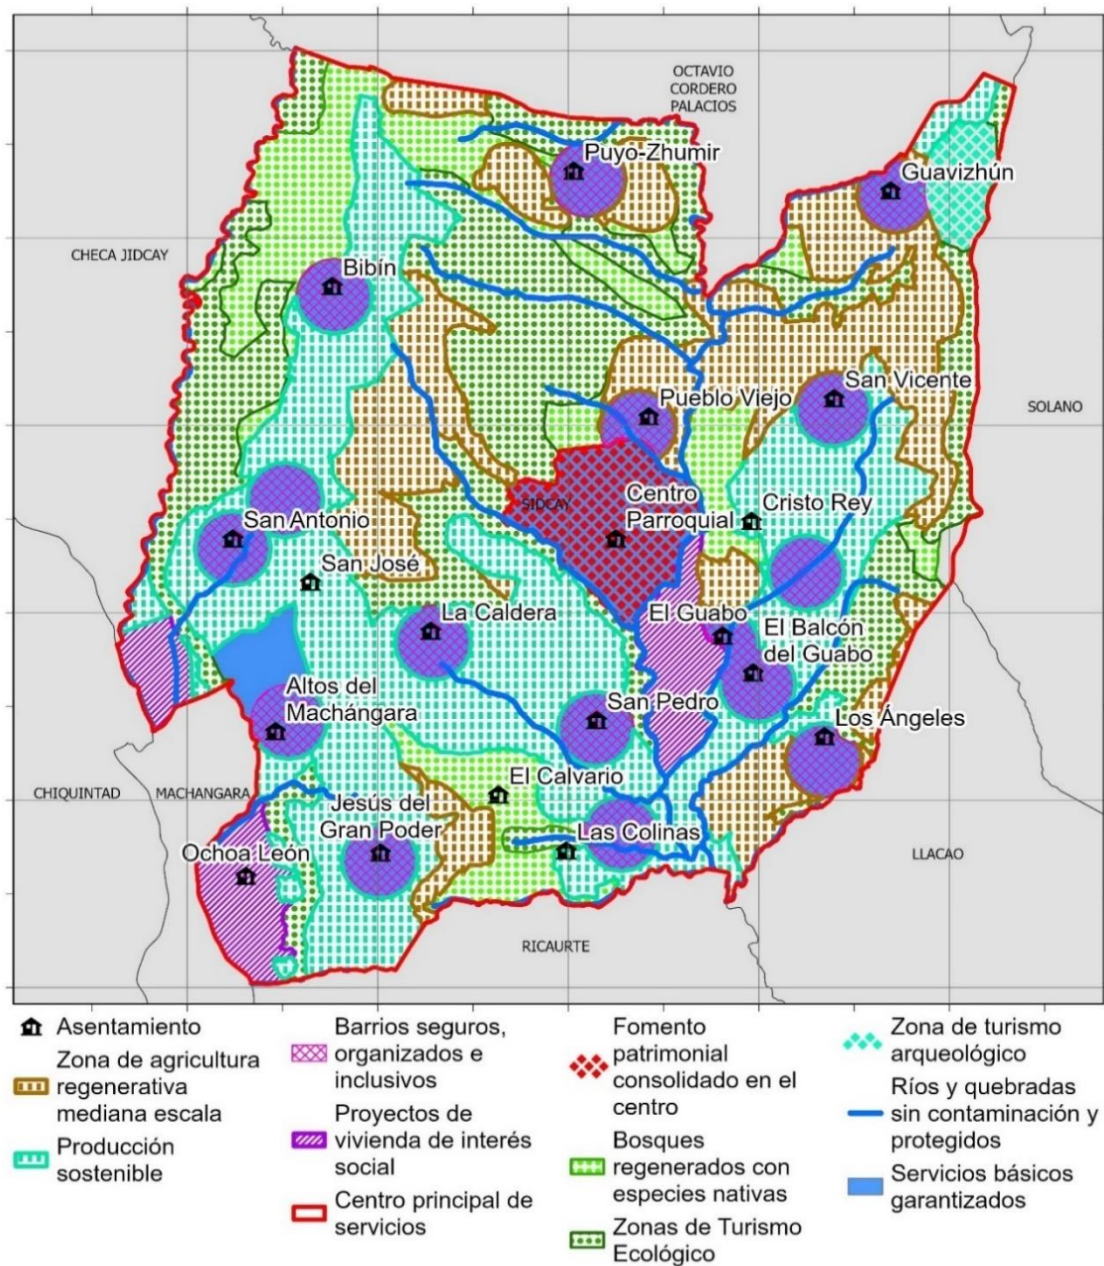 OCTAVIO
CORDERO
PALACIOS
Puyo-Zhumir
Guavizhún
CHECA JIDCAY
Bibín
San Vicente
Pueblo Viejo
SOLANO
SIDCAY
Centro
Parroquial
Cristo Rey
San Antonio
San José
La Caldera
El Guabo
El Balcón
del Guabo
Altos del
Machángara
San Pedro
Los Ángeles
El Calvario
CHIQUINTAD
MACHANGARA
Jesús del
Gran Poder
Las Colinas
Ochoa León
LLACAO
RICAURTE
Asentamiento
Zona de agricultura
regenerativa
mediana escala
Producción
sostenible
Barrios seguros,
organizados e
inclusivos
Proyectos de
vivienda de interés
social
Centro principal de
servicios
Fomento
patrimonial
consolidado en el
centro
Bosques
regenerados con
especies nativas
Zonas de Turismo
Ecológico
Zona de turismo
arqueológico
Ríos y quebradas
sin contaminación y
protegidos
Servicios básicos
garantizados